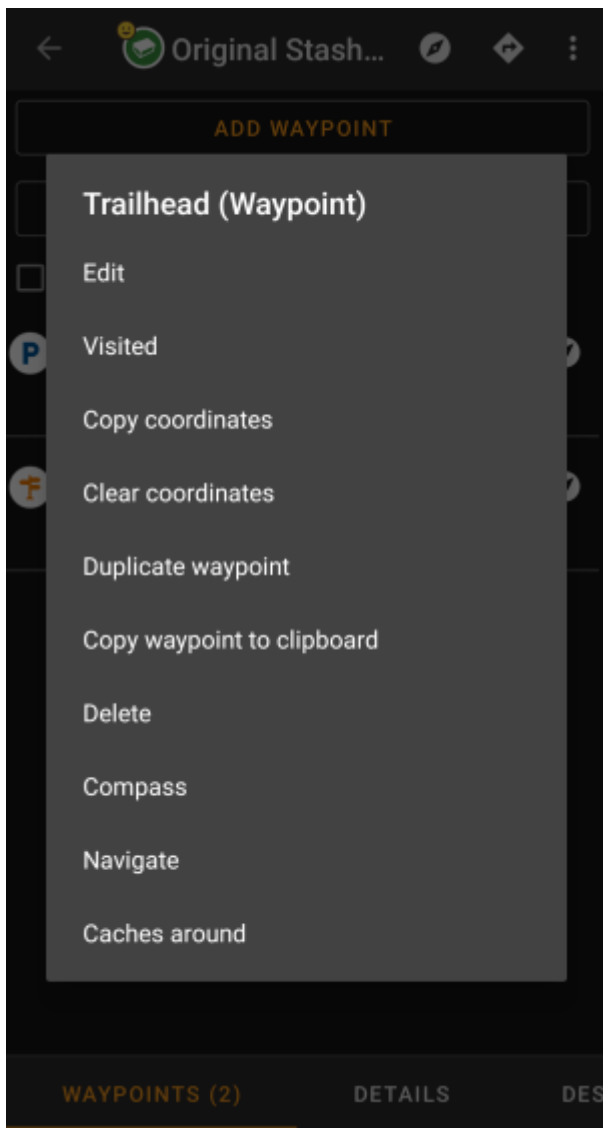 Original Stash...
ADD WAYPOINT
Trailhead (Waypoint)
Edit
Visited
P
Copy coordinates
Clear coordinates
Duplicate waypoint
Copy waypoint to clipboard
Delete
Compass
Navigate
Caches around
WAYPOINTS (2) DETAILS DES